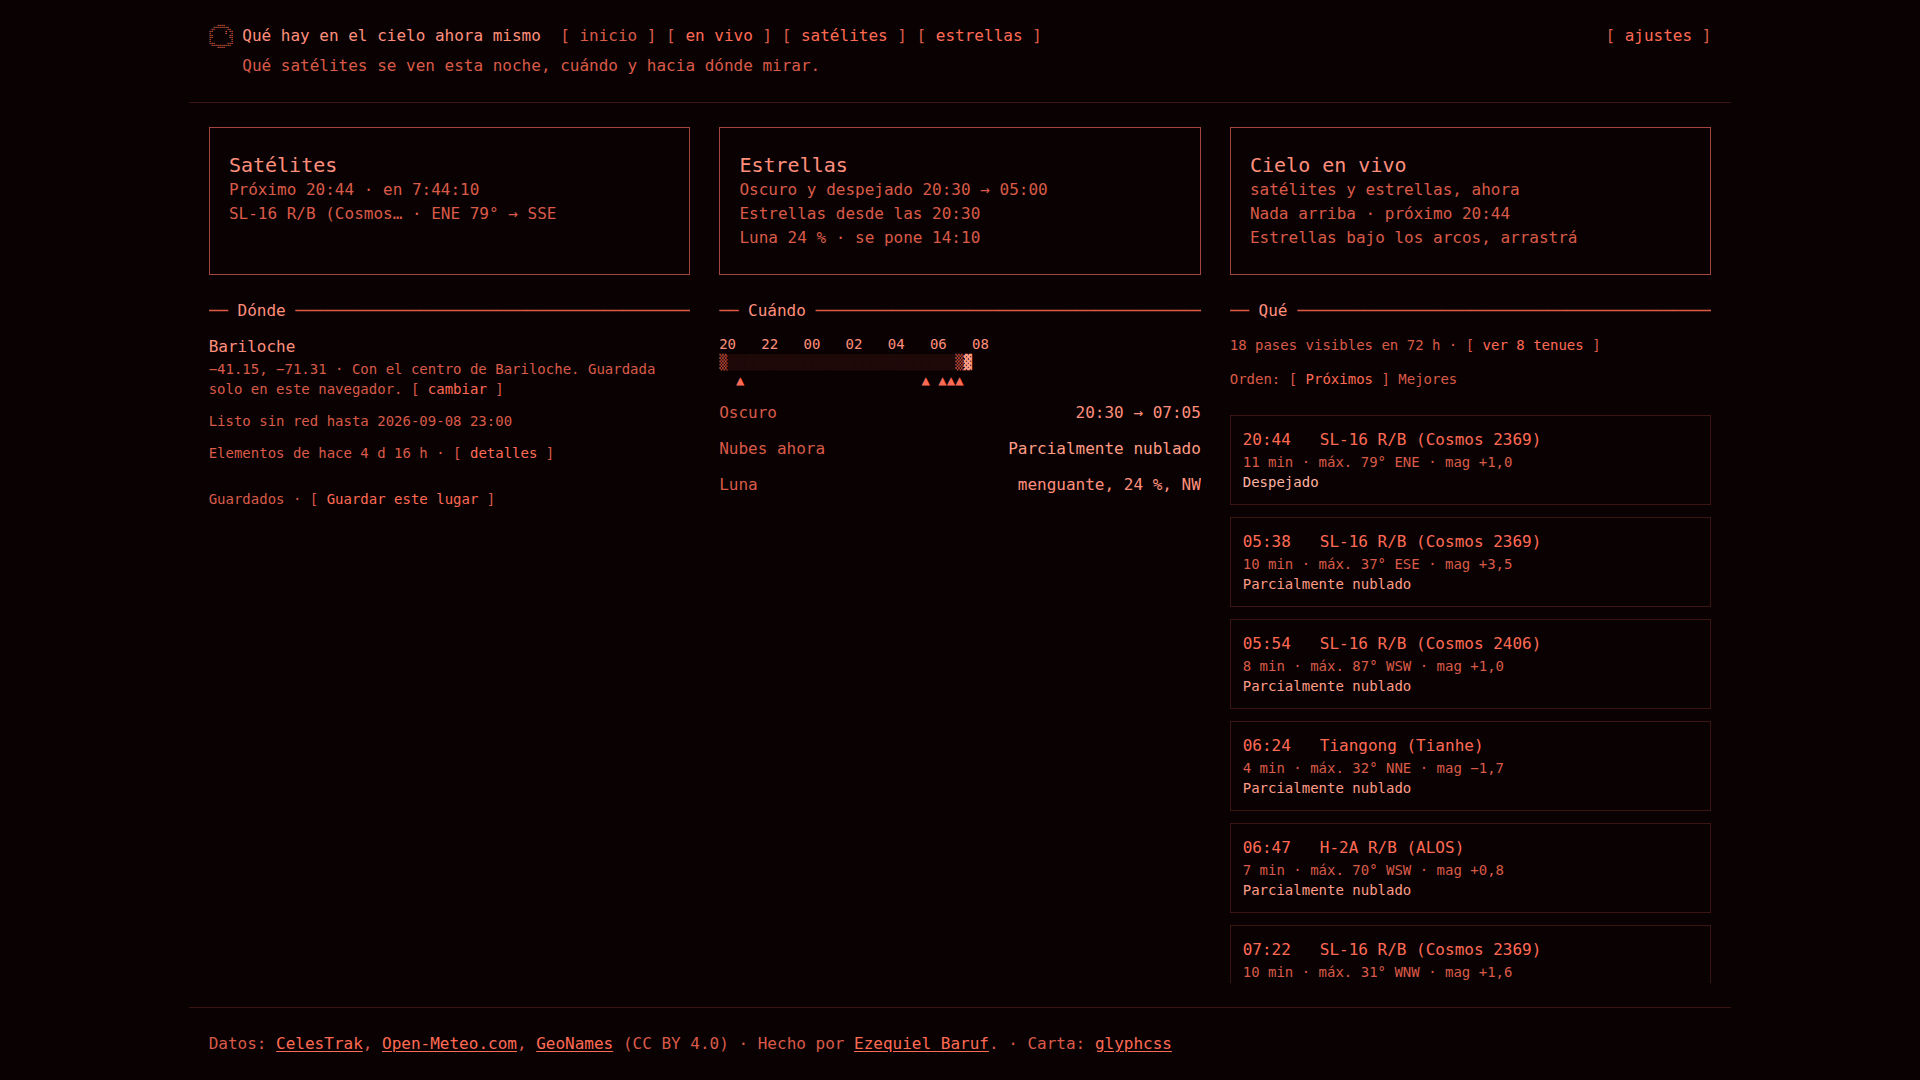 Qué hay en el cielo ahora mismo [ inicio ] [ en vivo ] [ satélites ] [ estrellas ] [ ajustes ]
Qué satélites se ven esta noche, cuándo y hacia dónde mirar.
Satélites
Próximo 20:44 · en 7:44:10
SL-16 R/B (Cosmos… · ENE 79° → SSE
Estrellas
Oscuro y despejado 20:30 → 05:00
Estrellas desde las 20:30
Luna 24 % · se pone 14:10
Cielo en vivo
satélites y estrellas, ahora
Nada arriba · próximo 20:44
Estrellas bajo los arcos, arrastrá
Dónde
Bariloche
−41.15, −71.31 · Con el centro de Bariloche. Guardada
solo en este navegador. [ cambiar ]
Listo sin red hasta 2026-09-08 23:00
Elementos de hace 4 d 16 h · [ detalles ]
Guardados · [ Guardar este lugar ]
Cuándo
20 22 00 02 04 06 08
Oscuro 20:30 → 07:05
Nubes ahora Parcialmente nublado
Luna menguante, 24 %, NW
Qué
18 pases visibles en 72 h · [ ver 8 tenues ]
Orden: [ Próximos ] Mejores
20:44 SL-16 R/B (Cosmos 2369)
11 min · máx. 79° ENE · mag +1,0
Despejado
05:38 SL-16 R/B (Cosmos 2369)
10 min · máx. 37° ESE · mag +3,5
Parcialmente nublado
05:54 SL-16 R/B (Cosmos 2406)
8 min · máx. 87° WSW · mag +1,0
Parcialmente nublado
06:24 Tiangong (Tianhe)
4 min · máx. 32° NNE · mag −1,7
Parcialmente nublado
06:47 H-2A R/B (ALOS)
7 min · máx. 70° WSW · mag +0,8
Parcialmente nublado
07:22 SL-16 R/B (Cosmos 2369)
10 min · máx. 31° WNW · mag +1,6
Datos: CelesTrak, Open-Meteo.com, GeoNames (CC BY 4.0) · Hecho por Ezequiel Baruf. · Carta: glyphcss